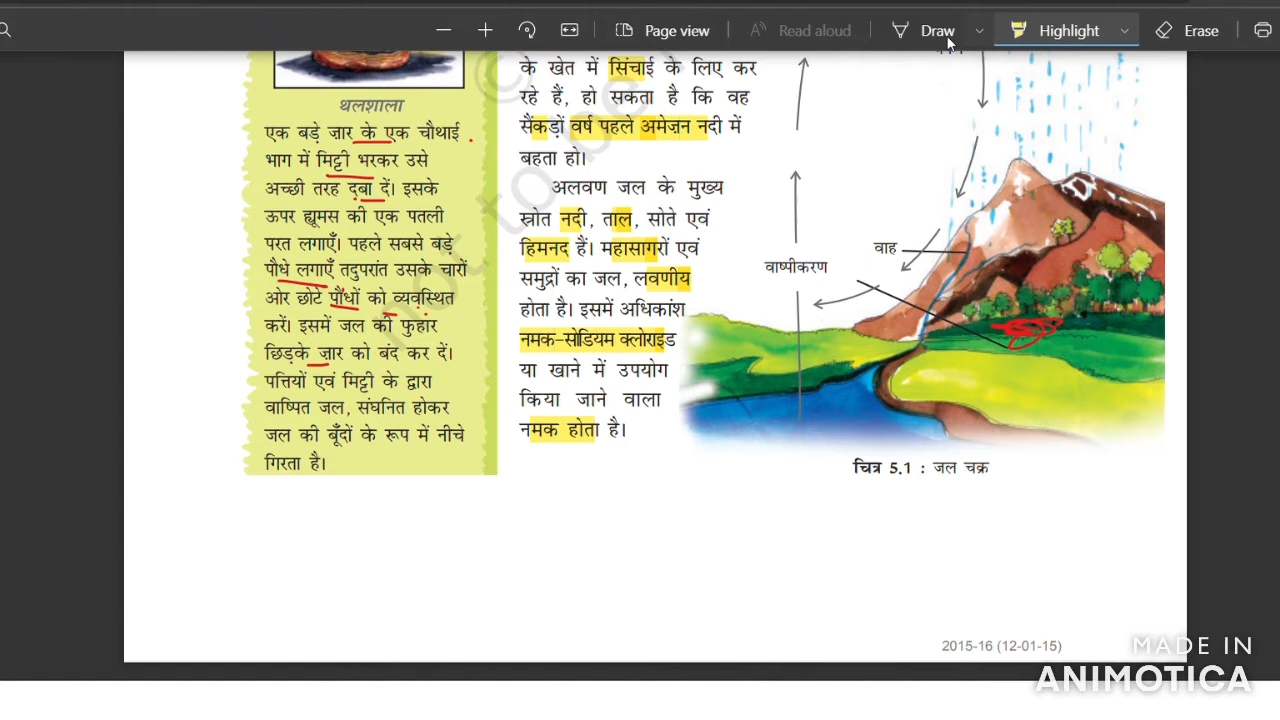 Page view
Read aloud
Draw
Highlight
Erase
थलशाला
एक बड़े जार के एक चौथाई
भाग में मिट्टी भरकर उसे
अच्छी तरह दबा दें। इसके
ऊपर ह्यूमस की एक पतली
परत लगाएँ। पहले सबसे बड़े
पौधे लगाएँ तदुपरांत उसके चारों
ओर छोटे पौधों को व्यवस्थित
करें। इसमें जल की फुहार
छिड़के जार को बंद कर दें।
पत्तियों एवं मिट्टी के द्वारा
वाष्पित जल, संघनित होकर
जल की बूँदों के रूप में नीचे
गिरता है।
के खेत में सिंचाई के लिए कर
रहे हैं, हो सकता है कि वह
सैंकड़ों वर्ष पहले अमेज़न नदी में
बहता हो।
अलवण जल के मुख्य
स्रोत नदी, ताल, सोते एवं
हिमनद हैं। महासागरों एवं
समुद्रों का जल, लवणीय
होता है। इसमें अधिकांश
नमक-सोडियम क्लोराइड
या खाने में उपयोग
किया जाने वाला
नमक होता है।
वाह
वाष्पीकरण
चित्र 5.1 : जल चक्र
2015-16 (12-01-15)
MADE IN
ANIMOTICA